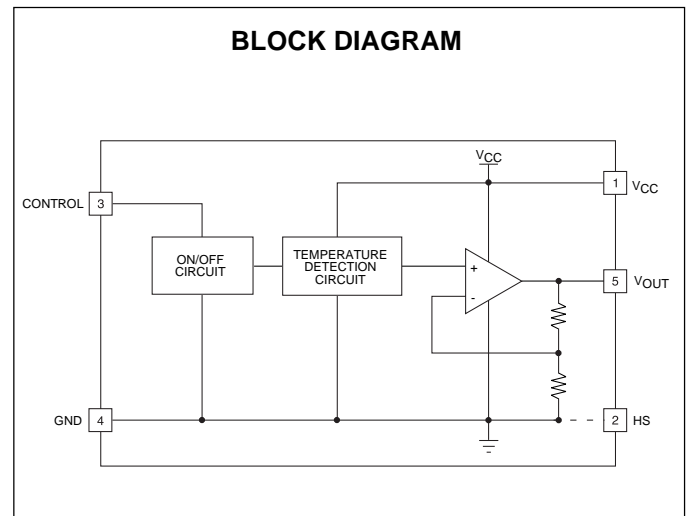 BLOCK DIAGRAM
VCC
1 VCC
CONTROL 3
ON/OFF
CIRCUIT
TEMPERATURE
DETECTION
CIRCUIT
+
-
5 VOUT
GND 4
2 HS